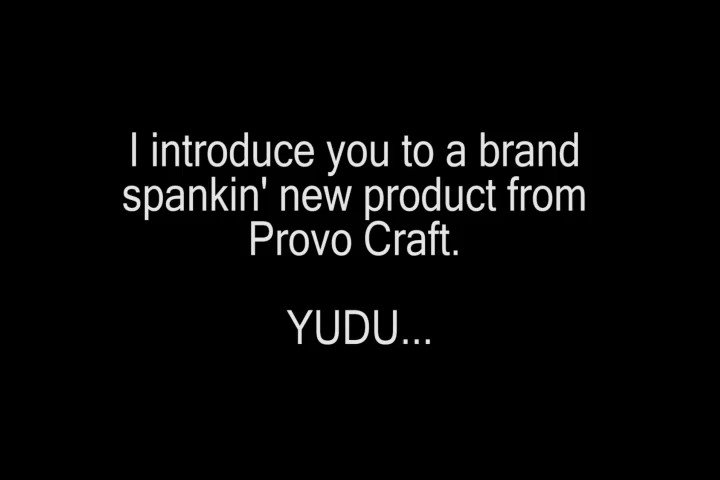 I introduce you to a brand
spankin' new product from
Provo Craft.
YUDU...